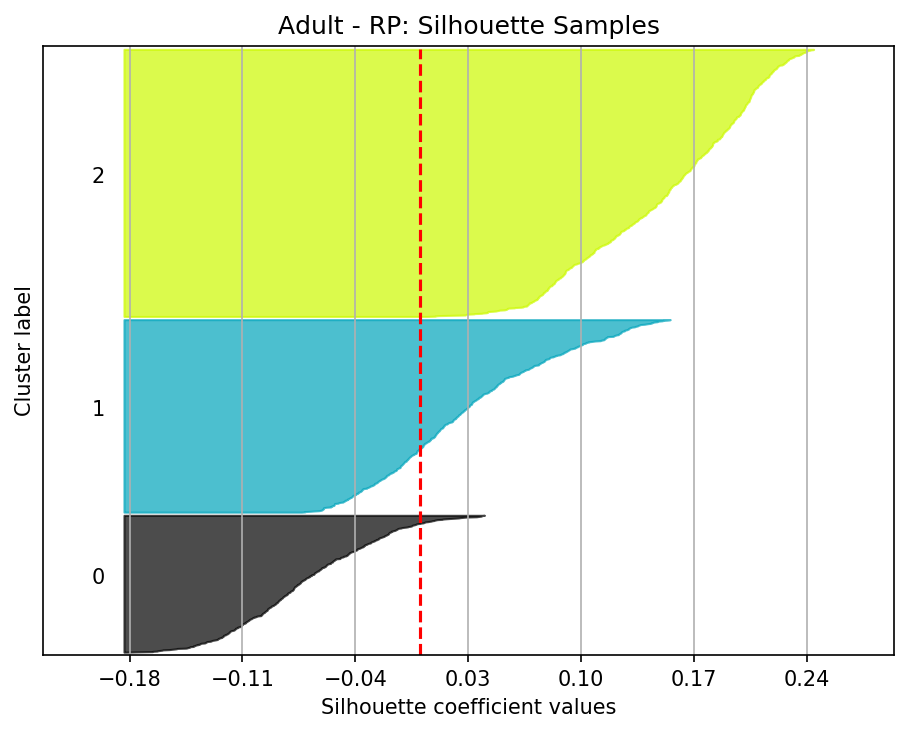 Adult - RP: Silhouette Samples
Cluster label
2
1
0
−0.18 −0.11 −0.04 0.03 0.10 0.17 0.24
Silhouette coefficient values